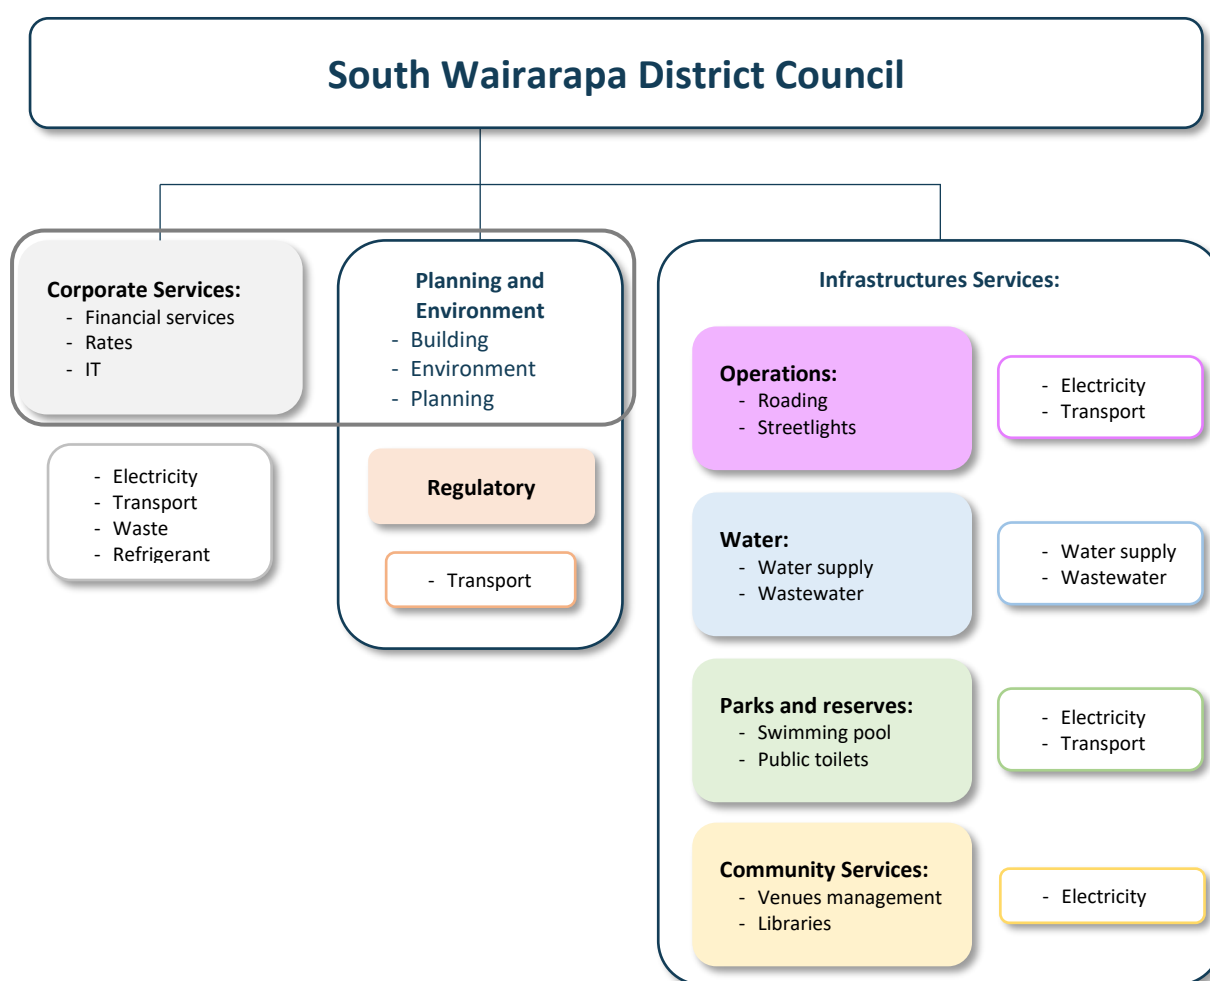 South Wairarapa District Council
Corporate Services:
- Financial services
- Rates
- IT
- Electricity
- Transport
- Waste
- Refrigerant
Planning and
Environment
- Building
- Environment
- Planning
Regulatory
- Transport
Infrastructures Services:
Operations:
- Roading
- Streetlights
- Electricity
- Transport
Water:
- Water supply
- Wastewater
- Water supply
- Wastewater
Parks and reserves:
- Swimming pool
- Public toilets
- Electricity
- Transport
Community Services:
- Venues management
- Libraries
- Electricity